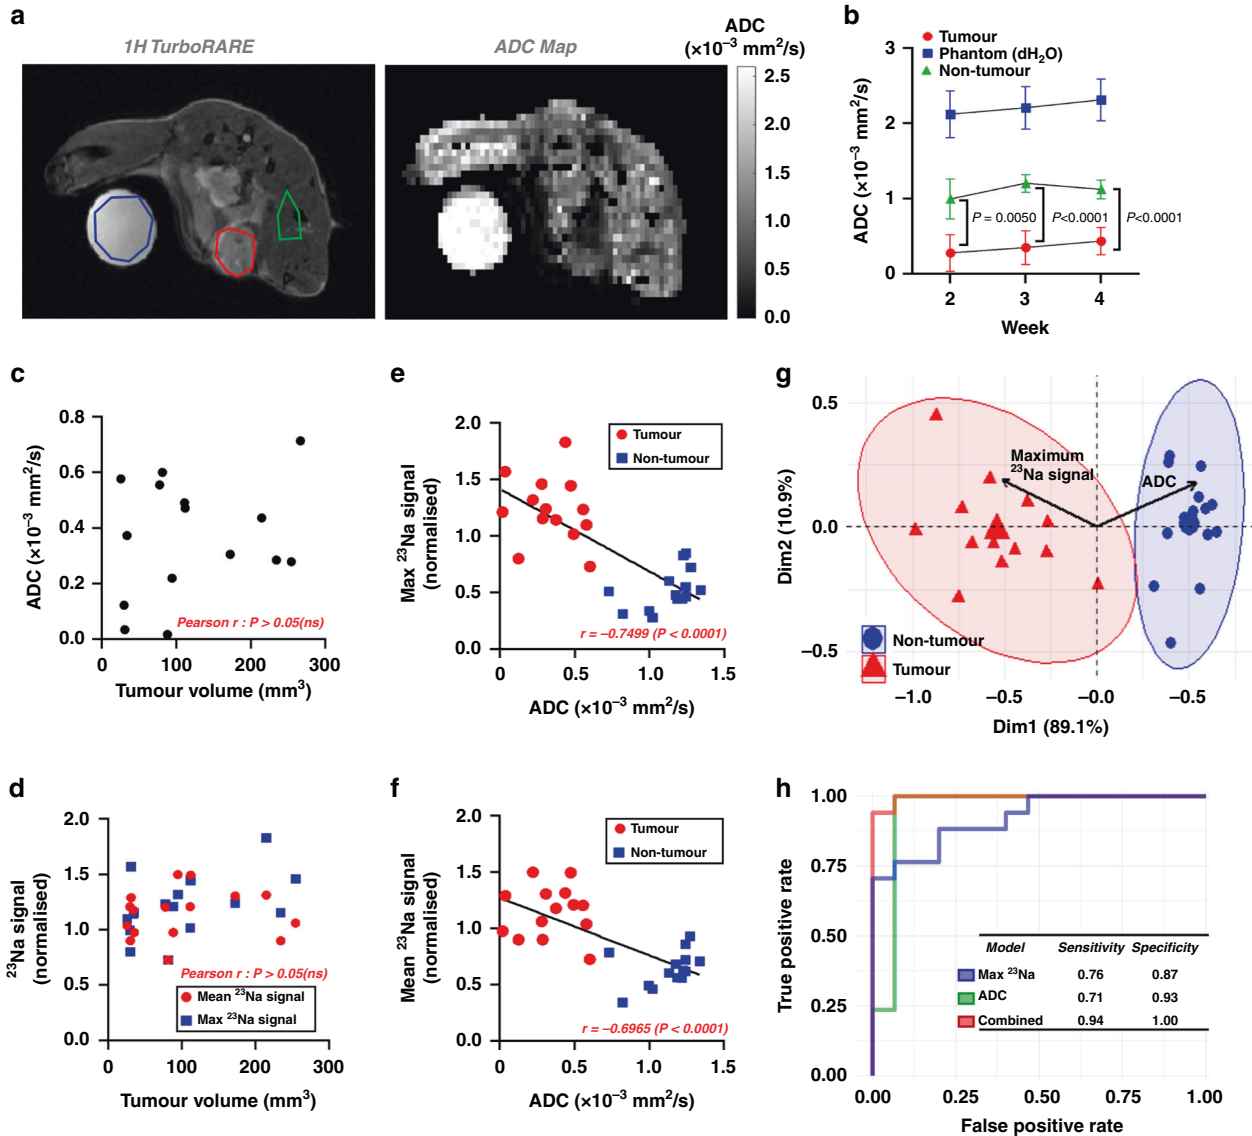 a
1H TurboRARE
ADC Map
ADC
(×10⁻³ mm²/s)
2.5
2.0
1.5
1.0
0.5
0.0
b
Tumour
Phantom (dH₂O)
Non-tumour
ADC (×10⁻³ mm²/s)
3
2
1
0
P = 0.0050
P<0.0001
P<0.0001
2 3 4
Week
c
ADC (×10⁻³ mm²/s)
0.8
0.6
0.4
0.2
0.0
Pearson r : P > 0.05(ns)
0 100 200 300
Tumour volume (mm³)
e
Max ²³Na signal
(normalised)
2.0
1.5
1.0
0.5
0
Tumour
Non-tumour
r = –0.7499 (P < 0.0001)
0 0.5 1.0 1.5
ADC (×10⁻³ mm²/s)
g
Dim2 (10.9%)
0.5
0.0
–0.5
Maximum
²³Na signal
ADC
Non-tumour
Tumour
–1.0 –0.5 –0.0 –0.5
Dim1 (89.1%)
d
²³Na signal
(normalised)
2.0
1.5
1.0
0.5
0.0
Pearson r : P > 0.05(ns)
Mean ²³Na signal
Max ²³Na signal
0 100 200 300
Tumour volume (mm³)
f
Mean ²³Na signal
(normalised)
2.0
1.5
1.0
0.5
0.0
Tumour
Non-tumour
r = –0.6965 (P < 0.0001)
0 0.5 1.0 1.5
ADC (×10⁻³ mm²/s)
h
True positive rate
1.00
0.75
0.50
0.25
0.00
Model Sensitivity Specificity
Max ²³Na 0.76 0.87
ADC 0.71 0.93
Combined 0.94 1.00
0.00 0.25 0.50 0.75 1.00
False positive rate